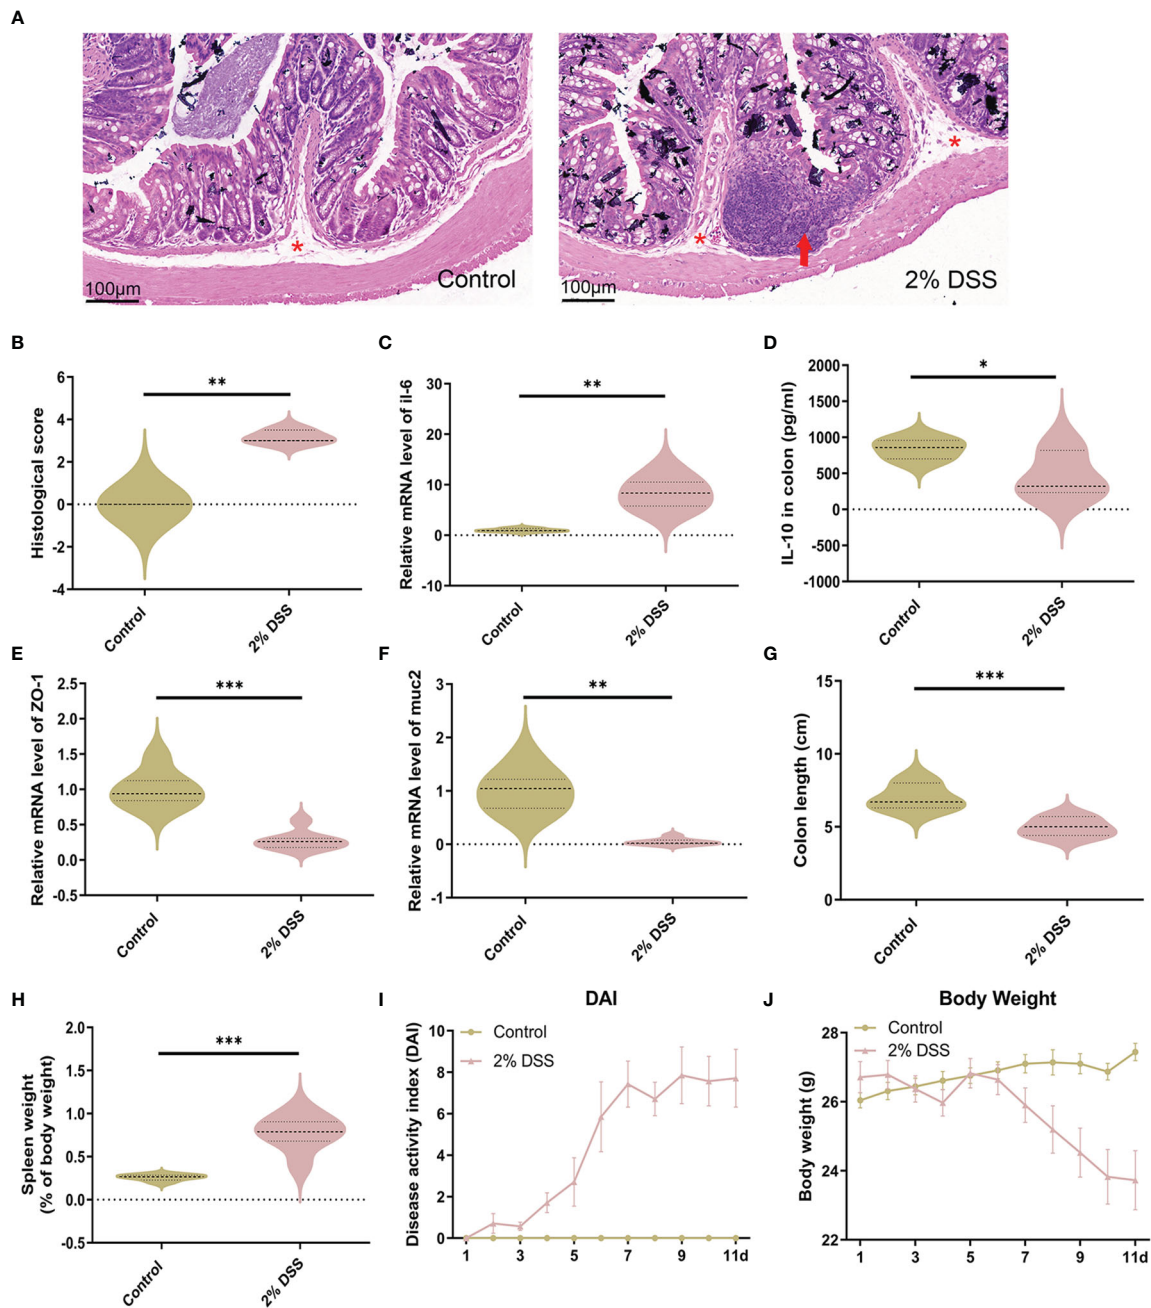 A
*
Control
100μm
*
*
2% DSS
100μm
B
Histological score
6
4
2
0
-2
-4
**
Control
2% DSS
C
Relative mRNA level of il-6
30
20
10
0
-10
**
Control
2% DSS
D
IL-10 in colon (pg/ml)
2000
1500
1000
500
0
-500
-1000
*
Control
2% DSS
E
Relative mRNA level of ZO-1
2.5
2.0
1.5
1.0
0.5
0.0
-0.5
***
Control
2% DSS
F
Relative mRNA level of muc2
3
2
1
0
-1
**
Control
2% DSS
G
Colon length (cm)
15
10
5
0
***
Control
2% DSS
H
Spleen weight
(% of body weight)
2.0
1.5
1.0
0.5
0.0
-0.5
***
Control
2% DSS
I
DAI
Control
2% DSS
Disease activity index (DAI)
10
8
6
4
2
0
1 3 5 7 9 11d
J
Body Weight
Control
2% DSS
Body weight (g)
28
26
24
22
1 3 5 7 9 11d